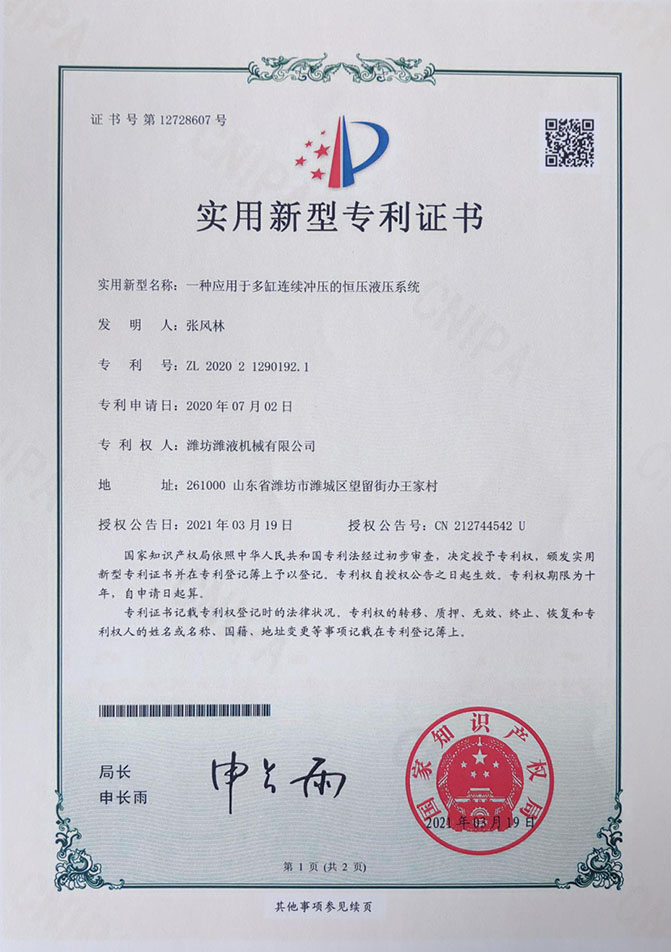 证书号第12728607号
实用新型专利证书
实用新型名称：一种应用于多缸连续冲压的恒压液压系统
发明人：张风林
专利号：ZL 2020 2 1290192.1
专利申请日：2020年07月02日
专利权人：潍坊潍液机械有限公司
地址：261000 山东省潍坊市潍城区望留街办王家村
授权公告日：2021年03月19日 授权公告号：CN 212744542 U
国家知识产权局依照中华人民共和国专利法经过初步审查，决定授予专利权，颁发实用
新型专利证书并在专利登记簿上予以登记。专利权自授权公告之日起生效。专利权期限为十
年，自申请日起算。
专利证书记载专利权登记时的法律状况。专利权的转移、质押、无效、终止、恢复和专
利权人的姓名或名称、国籍、地址变更等事项记载在专利登记簿上。
局长
申长雨
申长雨
国家知识产权局
2021年03月19日
第 1 页 (共 2 页)
其他事项参见续页
CNIPA
CNIPA
CNIPA
CNIPA